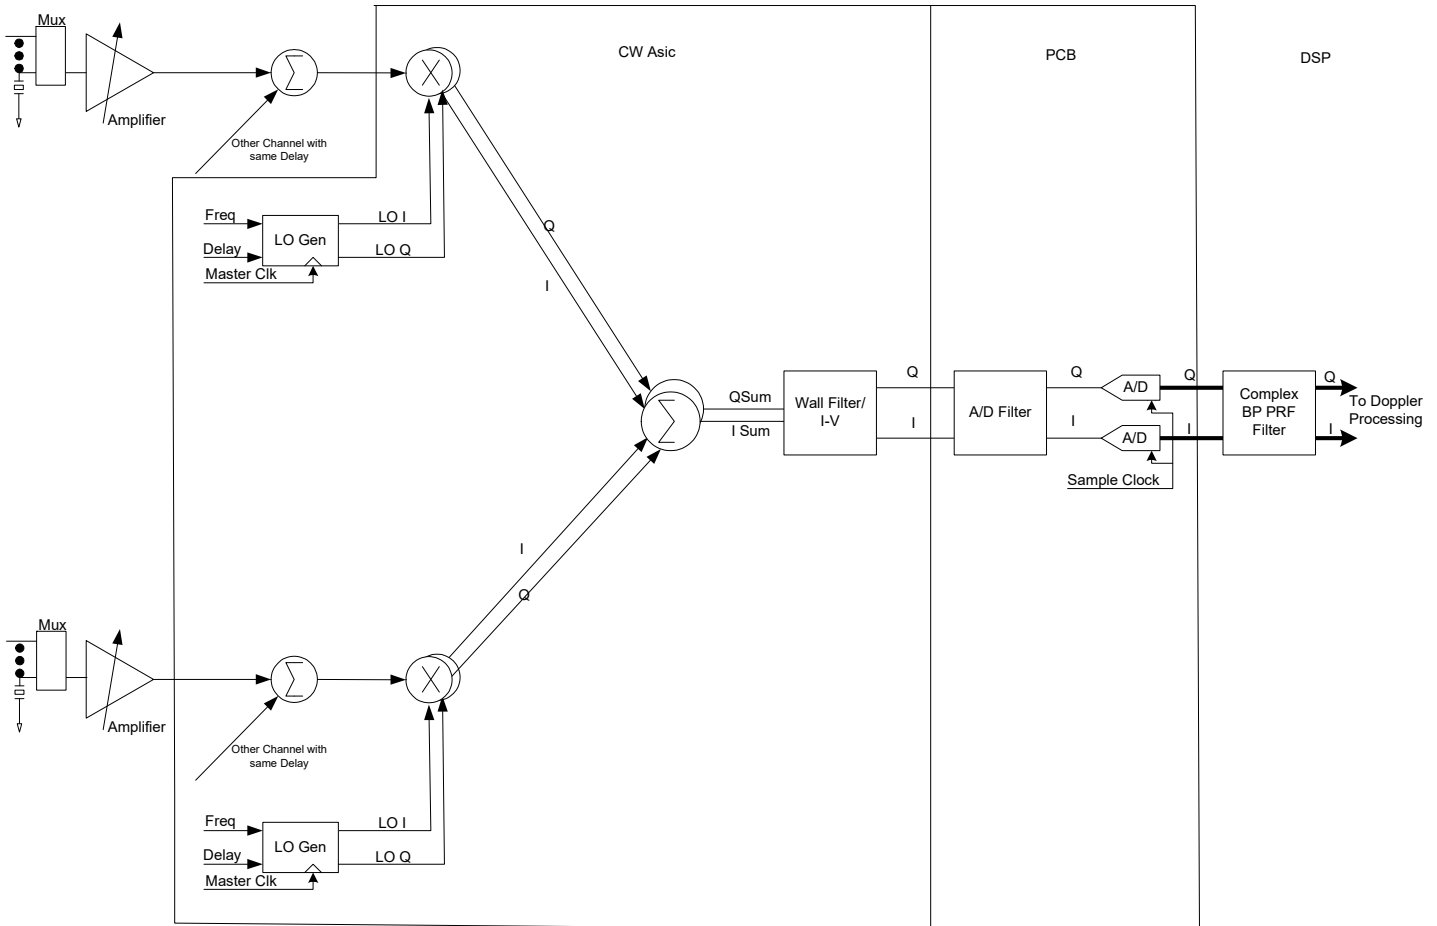 Mux
CW Asic
PCB
DSP
Amplifier
Other Channel with
same Delay
Freq
LO I
Delay
LO Gen
LO Q
Master Clk
Q
I
QSum
I Sum
Wall Filter/
I-V
Q
I
A/D Filter
Q
I
A/D
A/D
Sample Clock
Q
I
Complex
BP PRF
Filter
Q
I
To Doppler
Processing
I
Q
Mux
Amplifier
Other Channel with
same Delay
Freq
LO I
Delay
LO Gen
LO Q
Master Clk